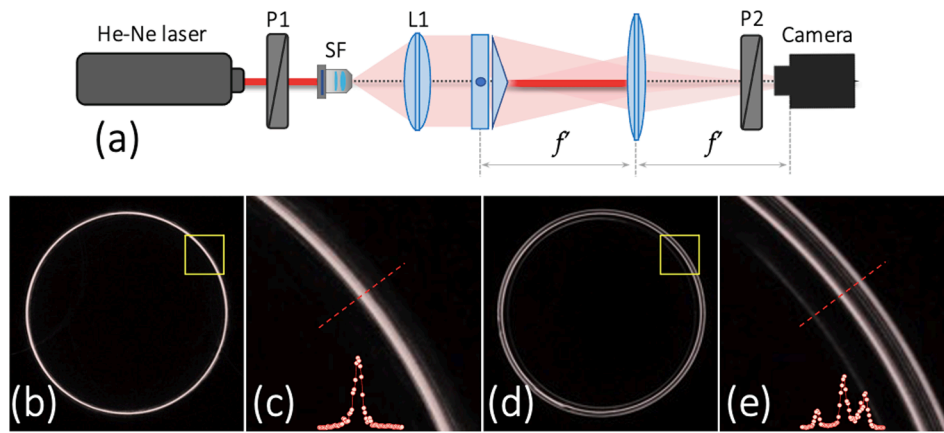 He-Ne laser
P1
SF
L1
P2
Camera
(a)
f'
f'
(b)
(c)
(d)
(e)